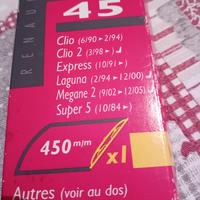 RENAU
45
Clio (6/90 ➤2/94)
Clio 2 (3/98➤)
Express (10/91➤)
Laguna (2/94 ➤12/00)
Megane 2 (9/02➤12/05)
Super 5 (10/84➤)
450 m/m
x1
Autres (voir au dos)